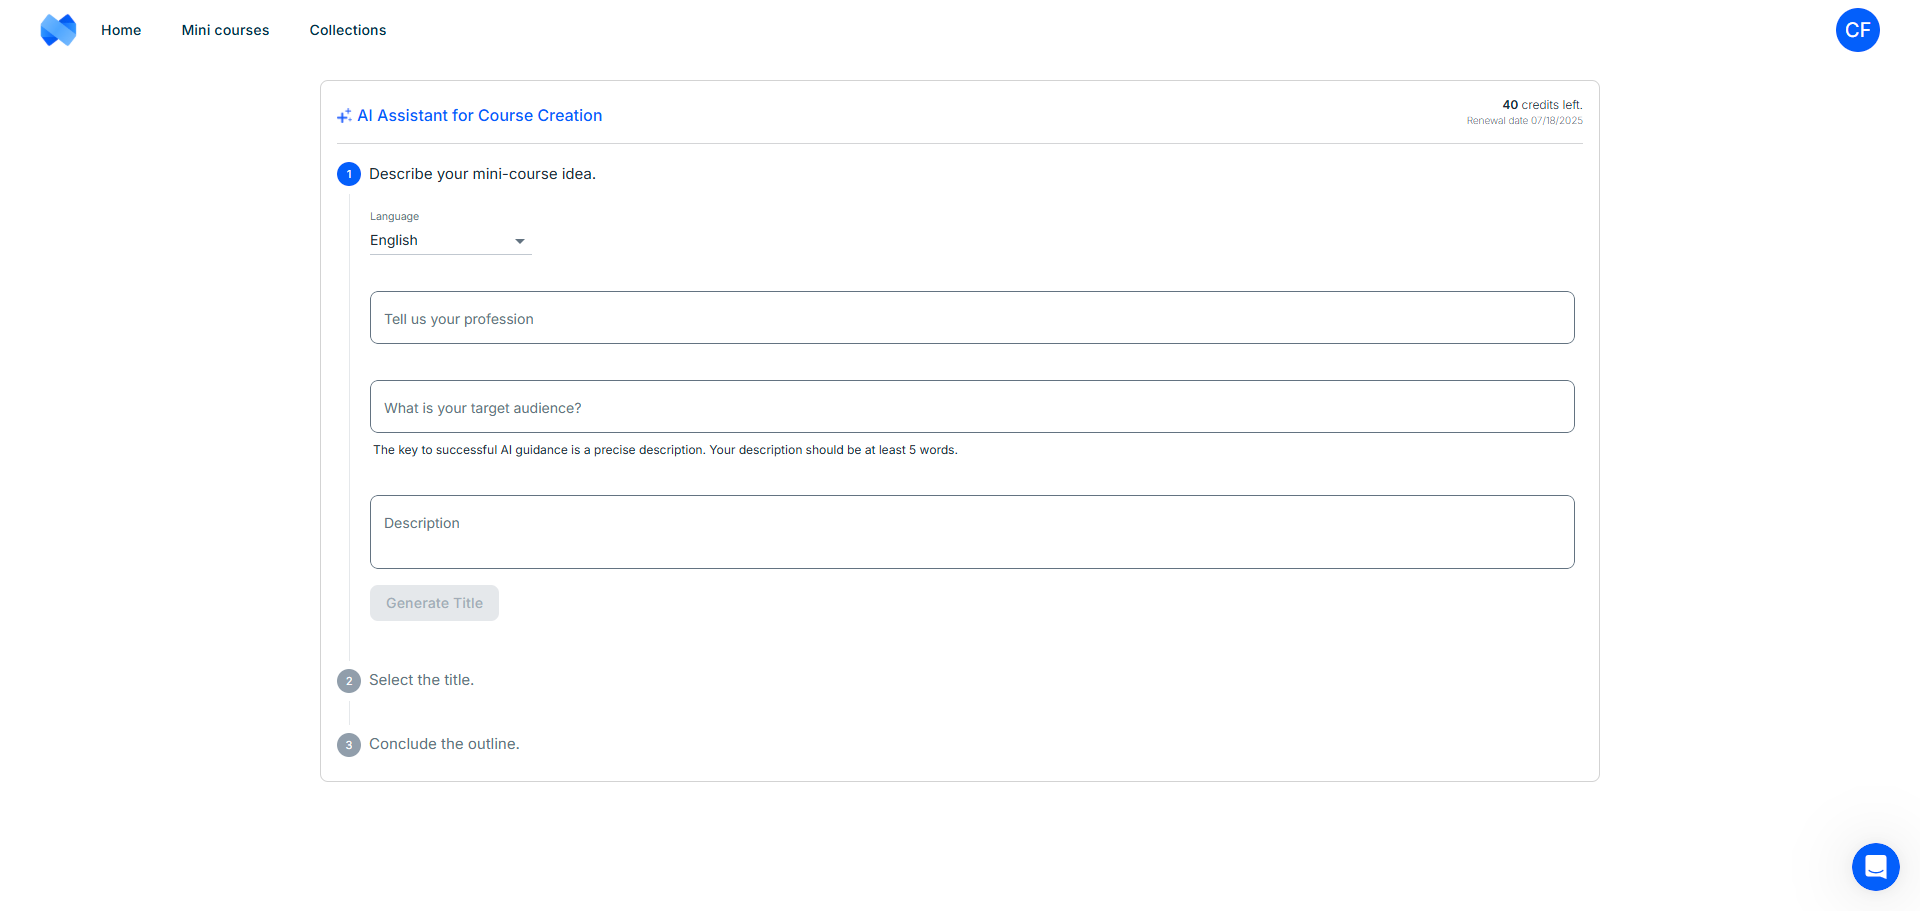 Home
Mini courses
Collections
CF
AI Assistant for Course Creation
40 credits left.
Renewal date 07/18/2025
1 Describe your mini-course idea.
Language
English
Tell us your profession
What is your target audience?
The key to successful AI guidance is a precise description. Your description should be at least 5 words.
Description
Generate Title
2 Select the title.
3 Conclude the outline.